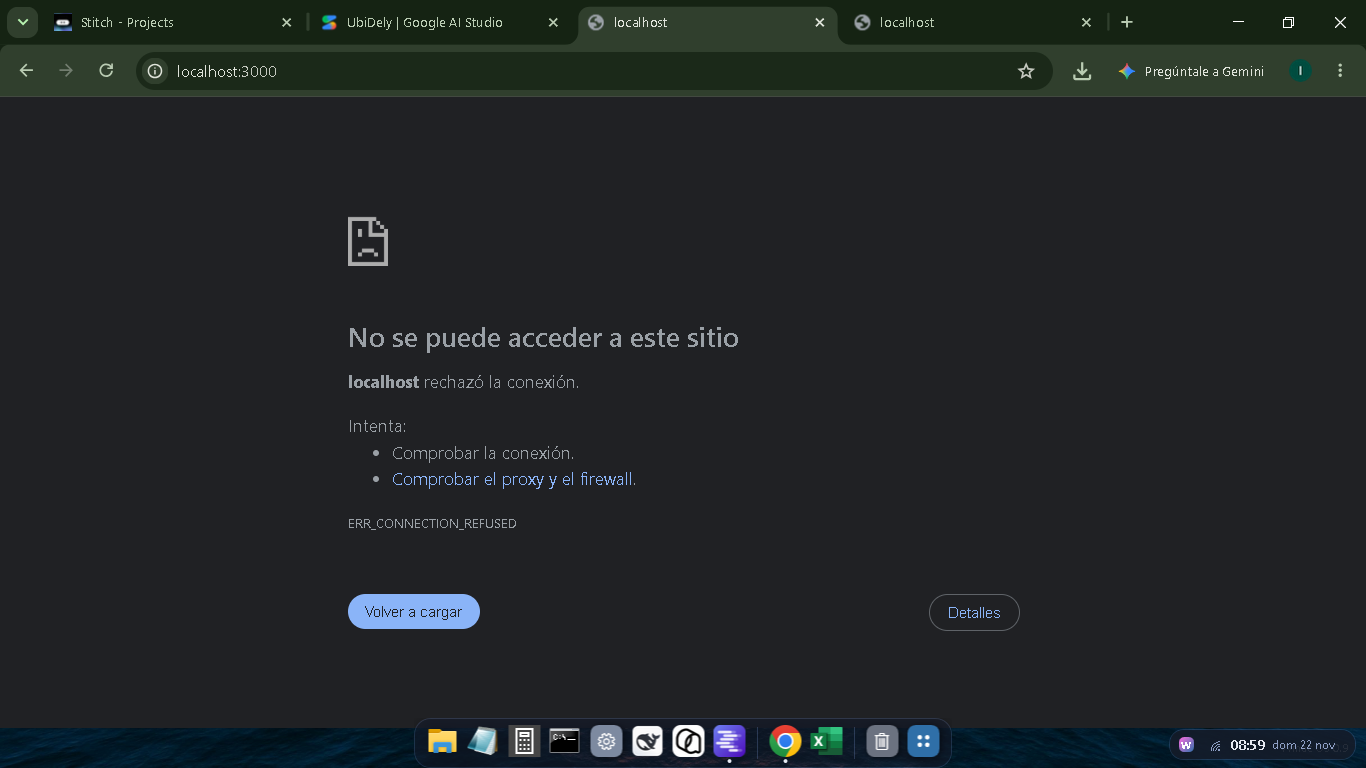 Stitch - Projects
UbiDely | Google AI Studio
localhost
localhost
localhost:3000
Pregúntale a Gemini
I
No se puede acceder a este sitio
localhost rechazó la conexión.
Intenta:
Comprobar la conexión.
Comprobar el proxy y el firewall.
ERR_CONNECTION_REFUSED
Volver a cargar
Detalles
W
08:59 dom 22 nov